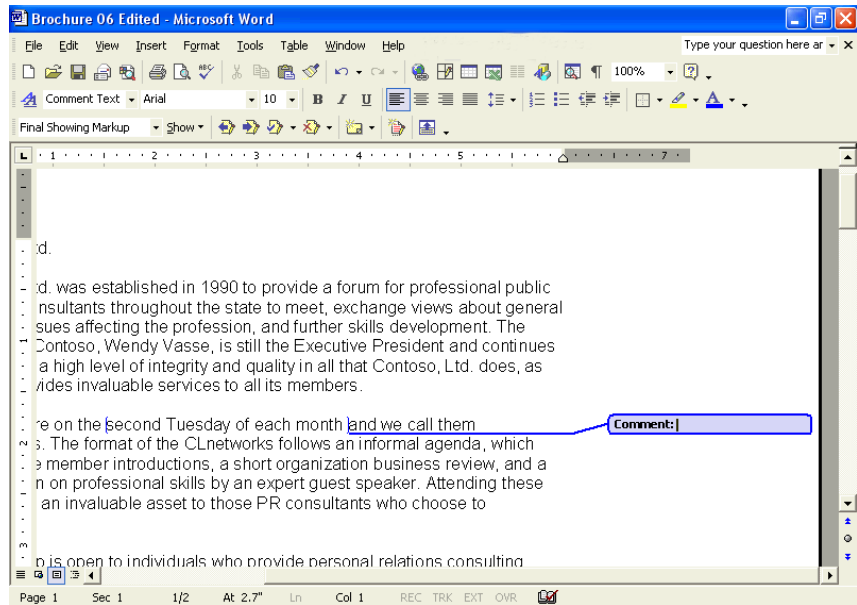 Brochure 06 Edited - Microsoft Word
File Edit View Insert Format Tools Table Window Help Type your question here ar
100%
Comment Text Arial 10 B I U A
Final Showing Markup Show
1 2 3 4 5 7
td.
td. was established in 1990 to provide a forum for professional public
nsultants throughout the state to meet, exchange views about general
sues affecting the profession, and further skills development. The
Contoso, Wendy Vasse, is still the Executive President and continues
a high level of integrity and quality in all that Contoso, Ltd. does, as
vides invaluable services to all its members.
re on the second Tuesday of each month and we call them Comment:
s. The format of the CLnetworks follows an informal agenda, which
e member introductions, a short organization business review, and a
n on professional skills by an expert guest speaker. Attending these
an invaluable asset to those PR consultants who choose to
p is open to individuals who provide personal relations consulting
Page 1 Sec 1 1/2 At 2.7" Ln Col 1 REC TRK EXT OVR